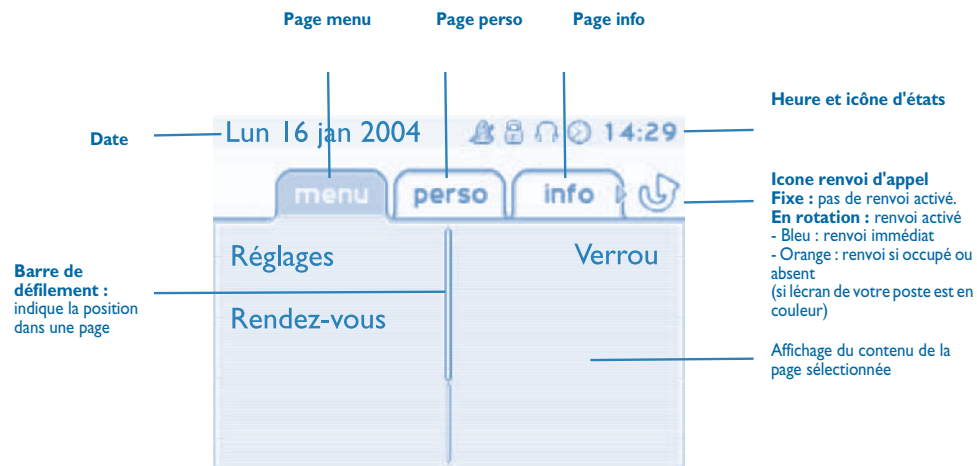 Page menu
Page perso
Page info
Heure et icône d'états
Date
Lun 16 jan 2004
14:29
menu
perso
info
Icone renvoi d'appel
Fixe : pas de renvoi activé.
En rotation : renvoi activé
- Bleu : renvoi immédiat
- Orange : renvoi si occupé ou
absent
(si lécran de votre poste est en
couleur)
Réglages
Verrou
Barre de
défilement :
indique la position
dans une page
Rendez-vous
Affichage du contenu de la
page sélectionnée